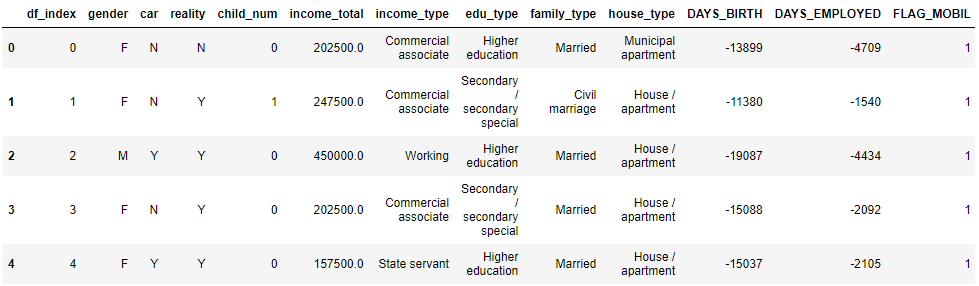 df_index gender car reality child_num income_total income_type edu_type family_type house_type DAYS_BIRTH DAYS_EMPLOYED FLAG_MOBIL
0 0 F N N 0 202500.0 Commercial associate Higher education Married Municipal apartment -13899 -4709 1
1 1 F N Y 1 247500.0 Commercial associate Secondary / secondary special Civil marriage House / apartment -11380 -1540 1
2 2 M Y Y 0 450000.0 Working Higher education Married House / apartment -19087 -4434 1
3 3 F N Y 0 202500.0 Commercial associate Secondary / secondary special Married House / apartment -15088 -2092 1
4 4 F Y Y 0 157500.0 State servant Higher education Married House / apartment -15037 -2105 1